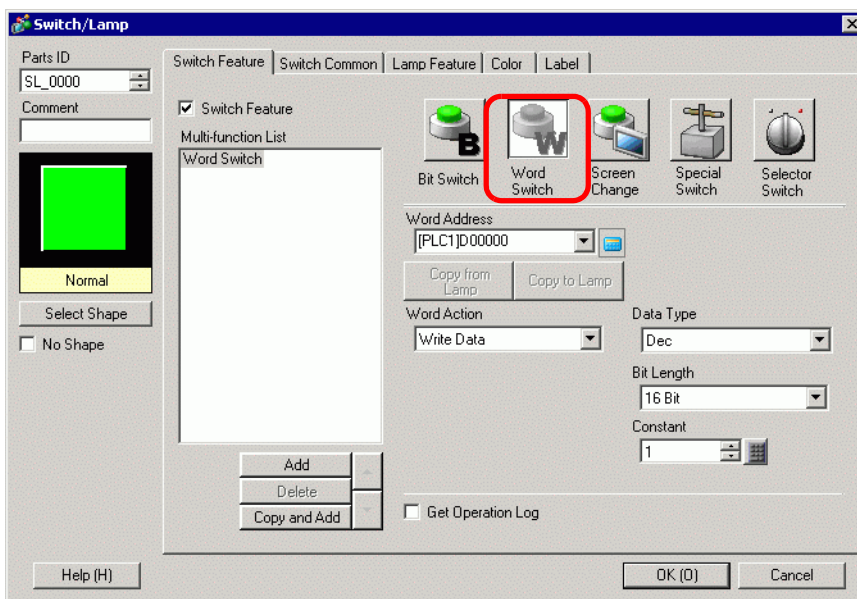 Switch/Lamp
Parts ID
SL_0000
Comment
Normal
Select Shape
No Shape
Help (H)
Switch Feature
Switch Common
Lamp Feature
Color
Label
Switch Feature
Multi-function List
Word Switch
Add
Delete
Copy and Add
B
Bit Switch
W
Word
Switch
Screen
Change
Special
Switch
Selector
Switch
Word Address
[PLC1]D00000
Copy from
Lamp
Copy to Lamp
Word Action
Write Data
Data Type
Dec
Bit Length
16 Bit
Constant
1
Get Operation Log
OK (O)
Cancel